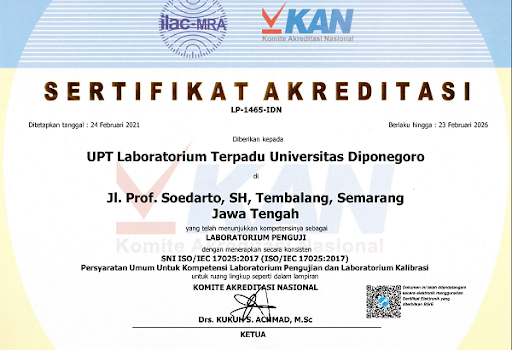 ilac-MRA
KAN
Komite Akreditasi Nasional
SERTIFIKAT AKREDITASI
LP-1465-IDN
Ditetapkan tanggal : 24 Februari 2021
Berlaku hingga : 23 Februari 2026
Diberikan kepada
UPT Laboratorium Terpadu Universitas Diponegoro
di
Jl. Prof. Soedarto, SH, Tembalang, Semarang
Jawa Tengah
yang telah menunjukkan kompetensinya sebagai
LABORATORIUM PENGUJI
dengan menerapkan secara konsisten
SNI ISO/IEC 17025:2017 (ISO/IEC 17025:2017)
Persyaratan Umum Untuk Kompetensi Laboratorium Pengujian dan Laboratorium Kalibrasi
untuk ruang lingkup seperti dalam lampiran
KOMITE AKREDITASI NASIONAL
Drs. KUKUH S. ACHMAD, M.Sc
KETUA
Dokumen ini telah ditandatangani
secara elektronik menggunakan
Sertifikat Elektronik yang
diterbitkan BSrE
KAN
Komite Akreditasi Nasional